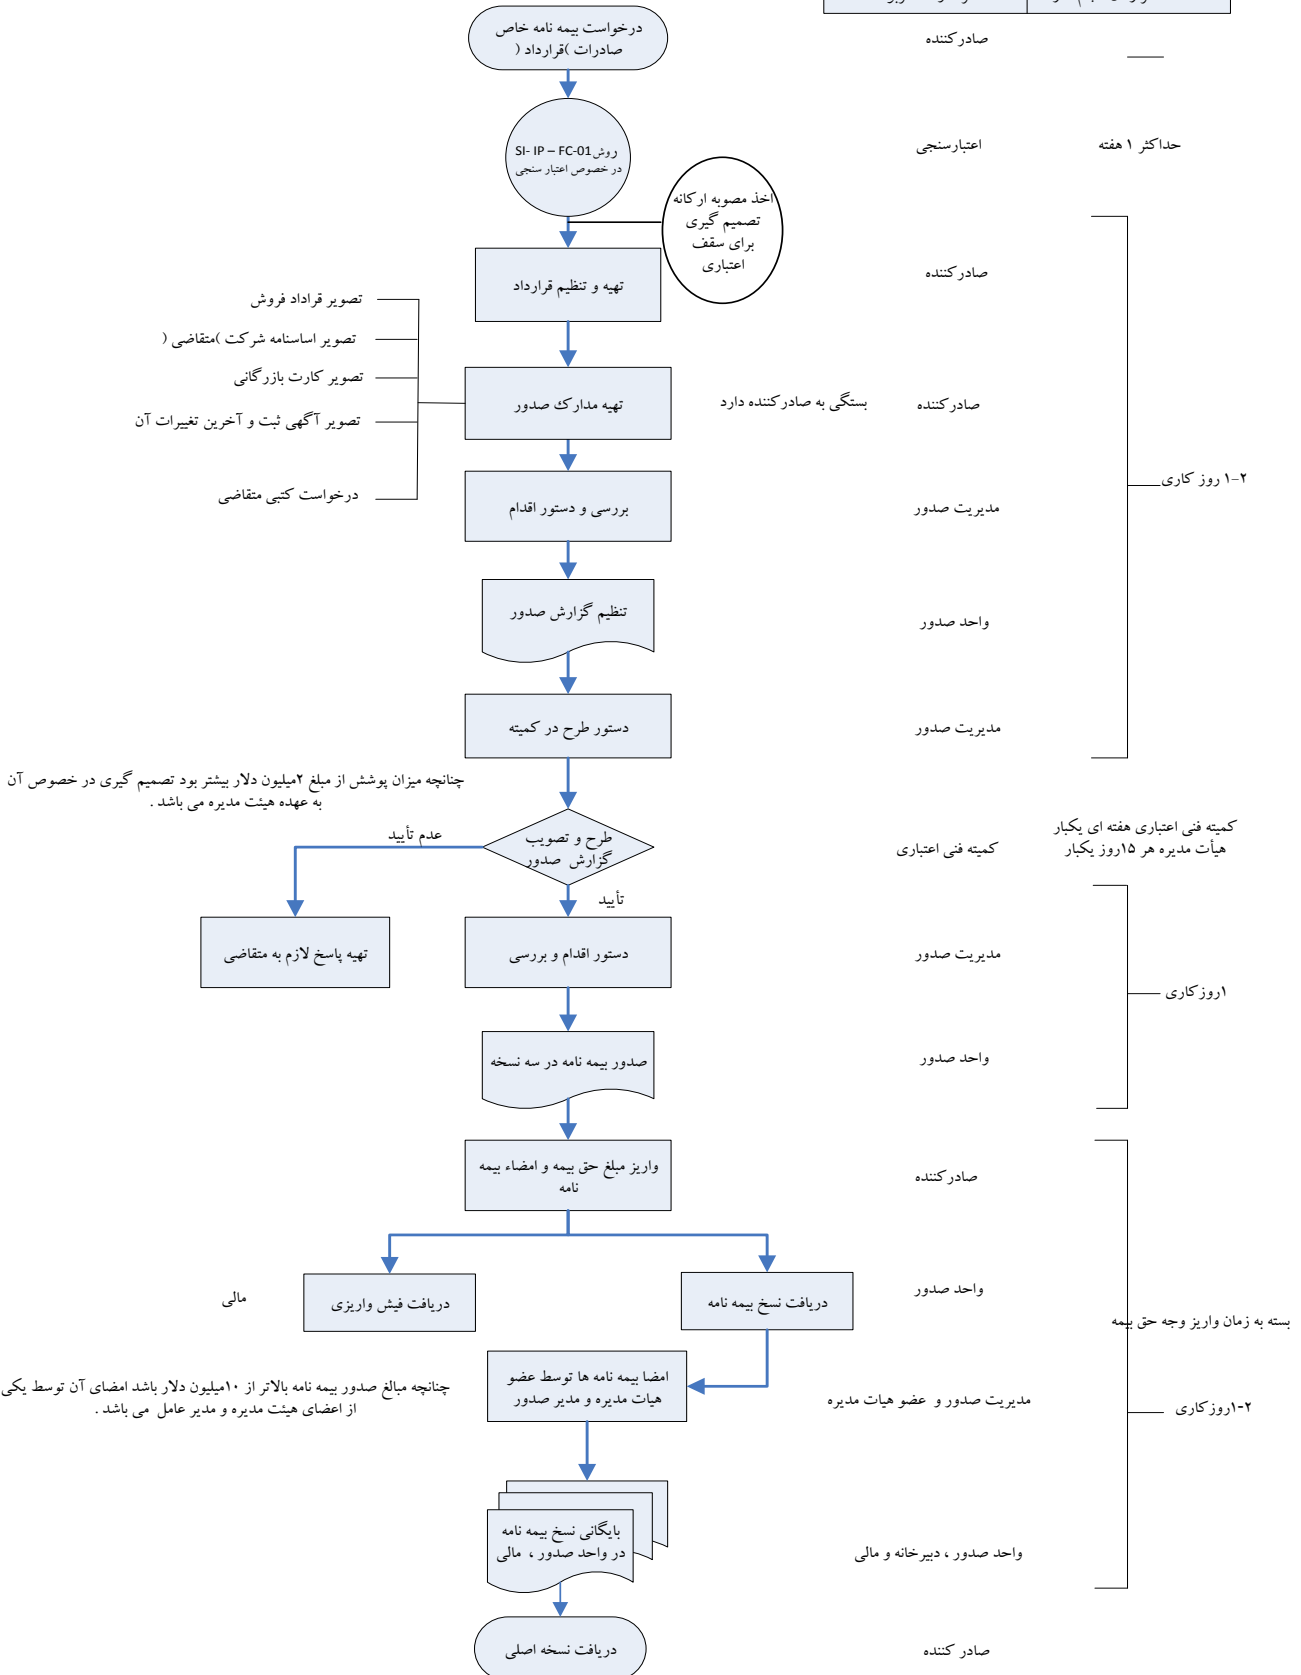 درخواست بیمه نامه خاص
صادرات )قرارداد (
صادرکننده
روش SI- IP – FC-01
در خصوص اعتبار سنجی
اعتبارسنجی
حداکثر ۱ هفته
اخذ مصوبه ارکانه
تصمیم گیری
برای سقف
اعتباری
تهیه و تنظیم قرارداد
صادرکننده
تصویر قراداد فروش
تصویر اساسنامه شرکت )متقاضی (
تصویر کارت بازرگانی
تصویر آگهی ثبت و آخرین تغییرات آن
درخواست کتبی متقاضی
تهیه مدارک صدور
بستگی به صادرکننده دارد
صادرکننده
۱-۲ روز کاری
بررسی و دستور اقدام
مدیریت صدور
تنظیم گزارش صدور
واحد صدور
دستور طرح در کمیته
مدیریت صدور
چنانچه میزان پوشش از مبلغ ۲میلیون دلار بیشتر بود تصمیم گیری در خصوص آن
به عهده هیئت مدیره می باشد .
طرح و تصویب
گزارش صدور
عدم تأیید
تأیید
کمیته فنی اعتباری
کمیته فنی اعتباری هفته ای یکبار
هیأت مدیره هر ۱۵روز یکبار
تهیه پاسخ لازم به متقاضی
دستور اقدام و بررسی
مدیریت صدور
۱روزکاری
صدور بیمه نامه در سه نسخه
واحد صدور
واریز مبلغ حق بیمه و امضاء بیمه
نامه
صادرکننده
دریافت نسخ بیمه نامه
دریافت فیش واریزی
مالی
واحد صدور
بسته به زمان واریز وجه حق بیمه
امضا بیمه نامه ها توسط عضو
هیات مدیره و مدیر صدور
چنانچه مبالغ صدور بیمه نامه بالاتر از ۱۰میلیون دلار باشد امضای آن توسط یکی
از اعضای هیئت مدیره و مدیر عامل می باشد .
مدیریت صدور و عضو هیات مدیره
۱-۲روزکاری
بایگانی نسخ بیمه نامه
در واحد صدور ، مالی
واحد صدور ، دبیرخانه و مالی
دریافت نسخه اصلی
صادر کننده